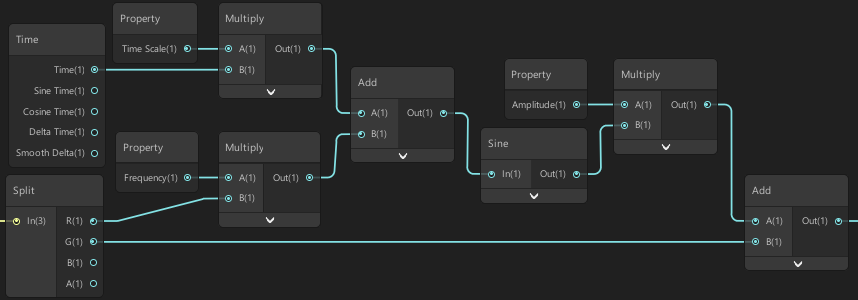 Time
Time(1)
Sine Time(1)
Cosine Time(1)
Delta Time(1)
Smooth Delta(1)
Property
Time Scale(1)
Multiply
A(1) Out(1)
B(1)
Property
Frequency(1)
Multiply
A(1) Out(1)
B(1)
Split
In(3) R(1)
G(1)
B(1)
A(1)
Add
A(1) Out(1)
B(1)
Sine
In(1) Out(1)
Property
Amplitude(1)
Multiply
A(1) Out(1)
B(1)
Add
A(1) Out(1)
B(1)